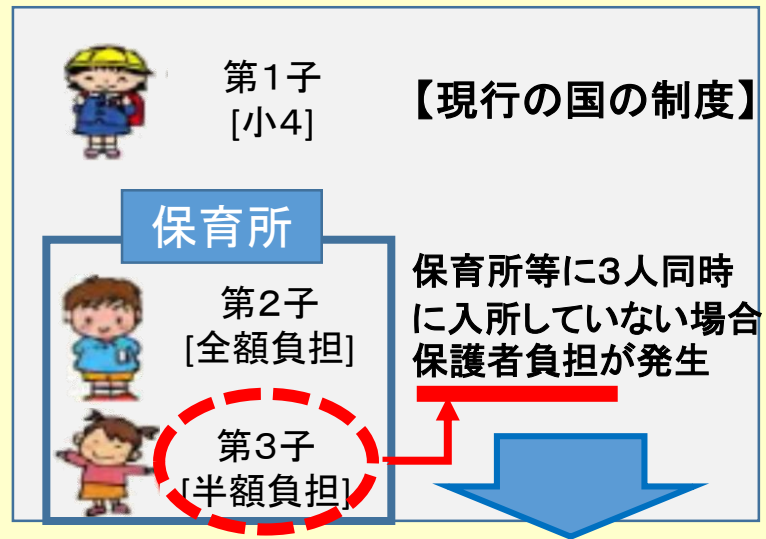 第1子
[小4]
【現行の国の制度】
保育所
第2子
[全額負担]
第3子
[半額負担]
保育所等に3人同時
に入所していない場合
保護者負担が発生